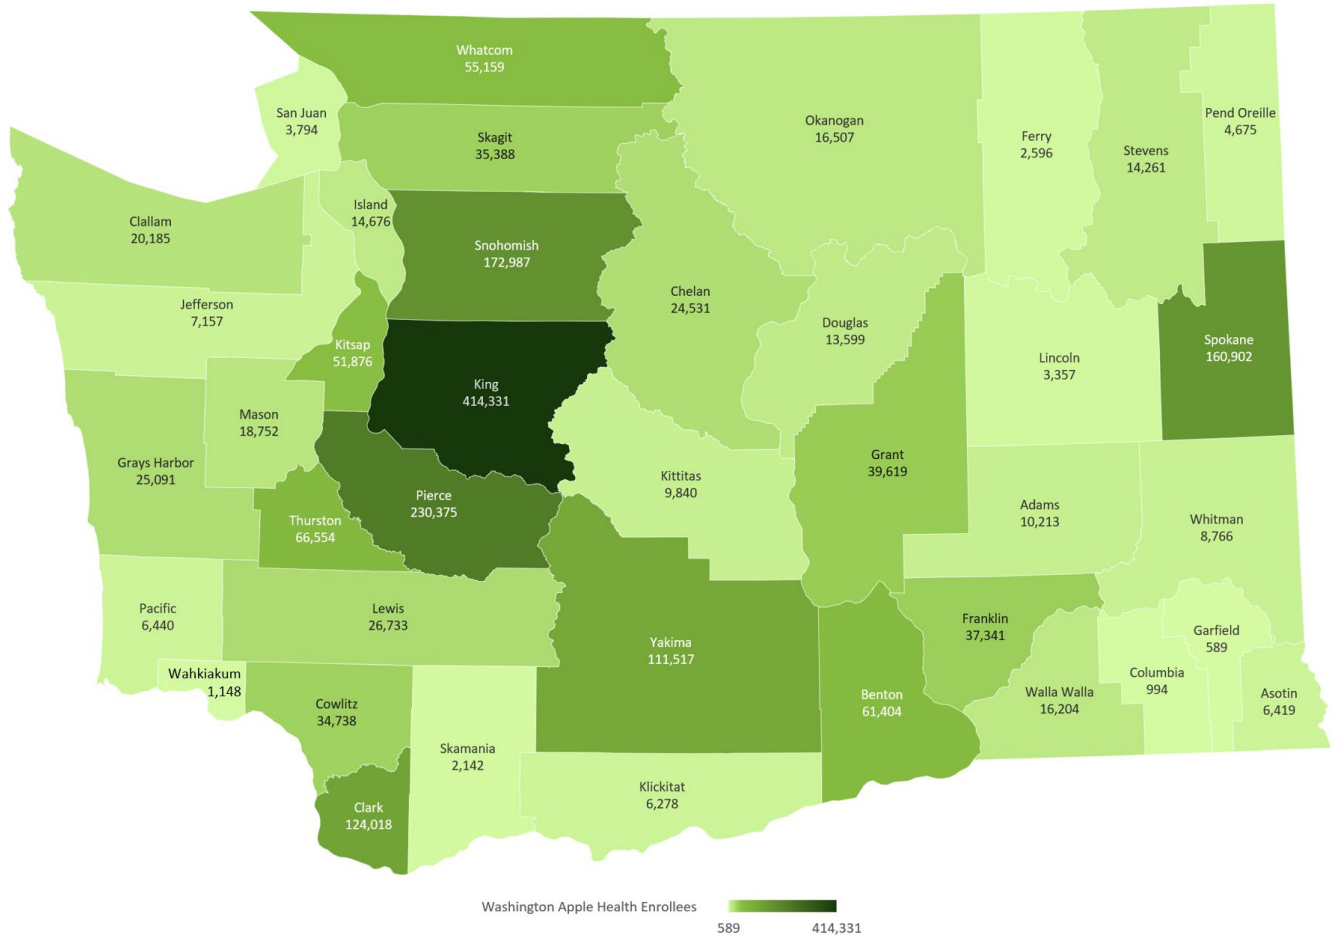 Whatcom
55,159
San Juan
3,794
Skagit
35,388
Okanogan
16,507
Ferry
2,596
Stevens
14,261
Pend Oreille
4,675
Clallam
20,185
Island
14,676
Snohomish
172,987
Chelan
24,531
Jefferson
7,157
Kitsap
51,876
Douglas
13,599
Lincoln
3,357
Spokane
160,902
King
414,331
Mason
18,752
Grays Harbor
25,091
Kittitas
9,840
Grant
39,619
Pierce
230,375
Thurston
66,554
Adams
10,213
Whitman
8,766
Pacific
6,440
Lewis
26,733
Yakima
111,517
Franklin
37,341
Garfield
589
Wahkiakum
1,148
Cowlitz
34,738
Benton
61,404
Walla Walla
16,204
Columbia
994
Asotin
6,419
Skamania
2,142
Klickitat
6,278
Clark
124,018
Washington Apple Health Enrollees
589 414,331